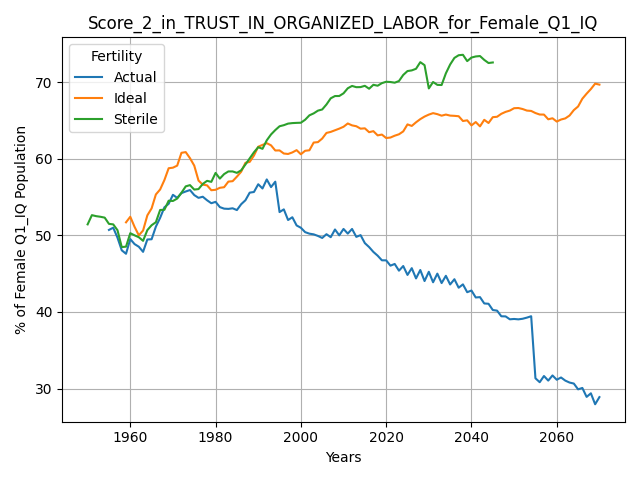 Score_2_in_TRUST_IN_ORGANIZED_LABOR_for_Female_Q1_IQ
Fertility
Actual
Ideal
Sterile
% of Female Q1_IQ Population
70
60
50
40
30
1960
1980
2000
2020
2040
2060
Years